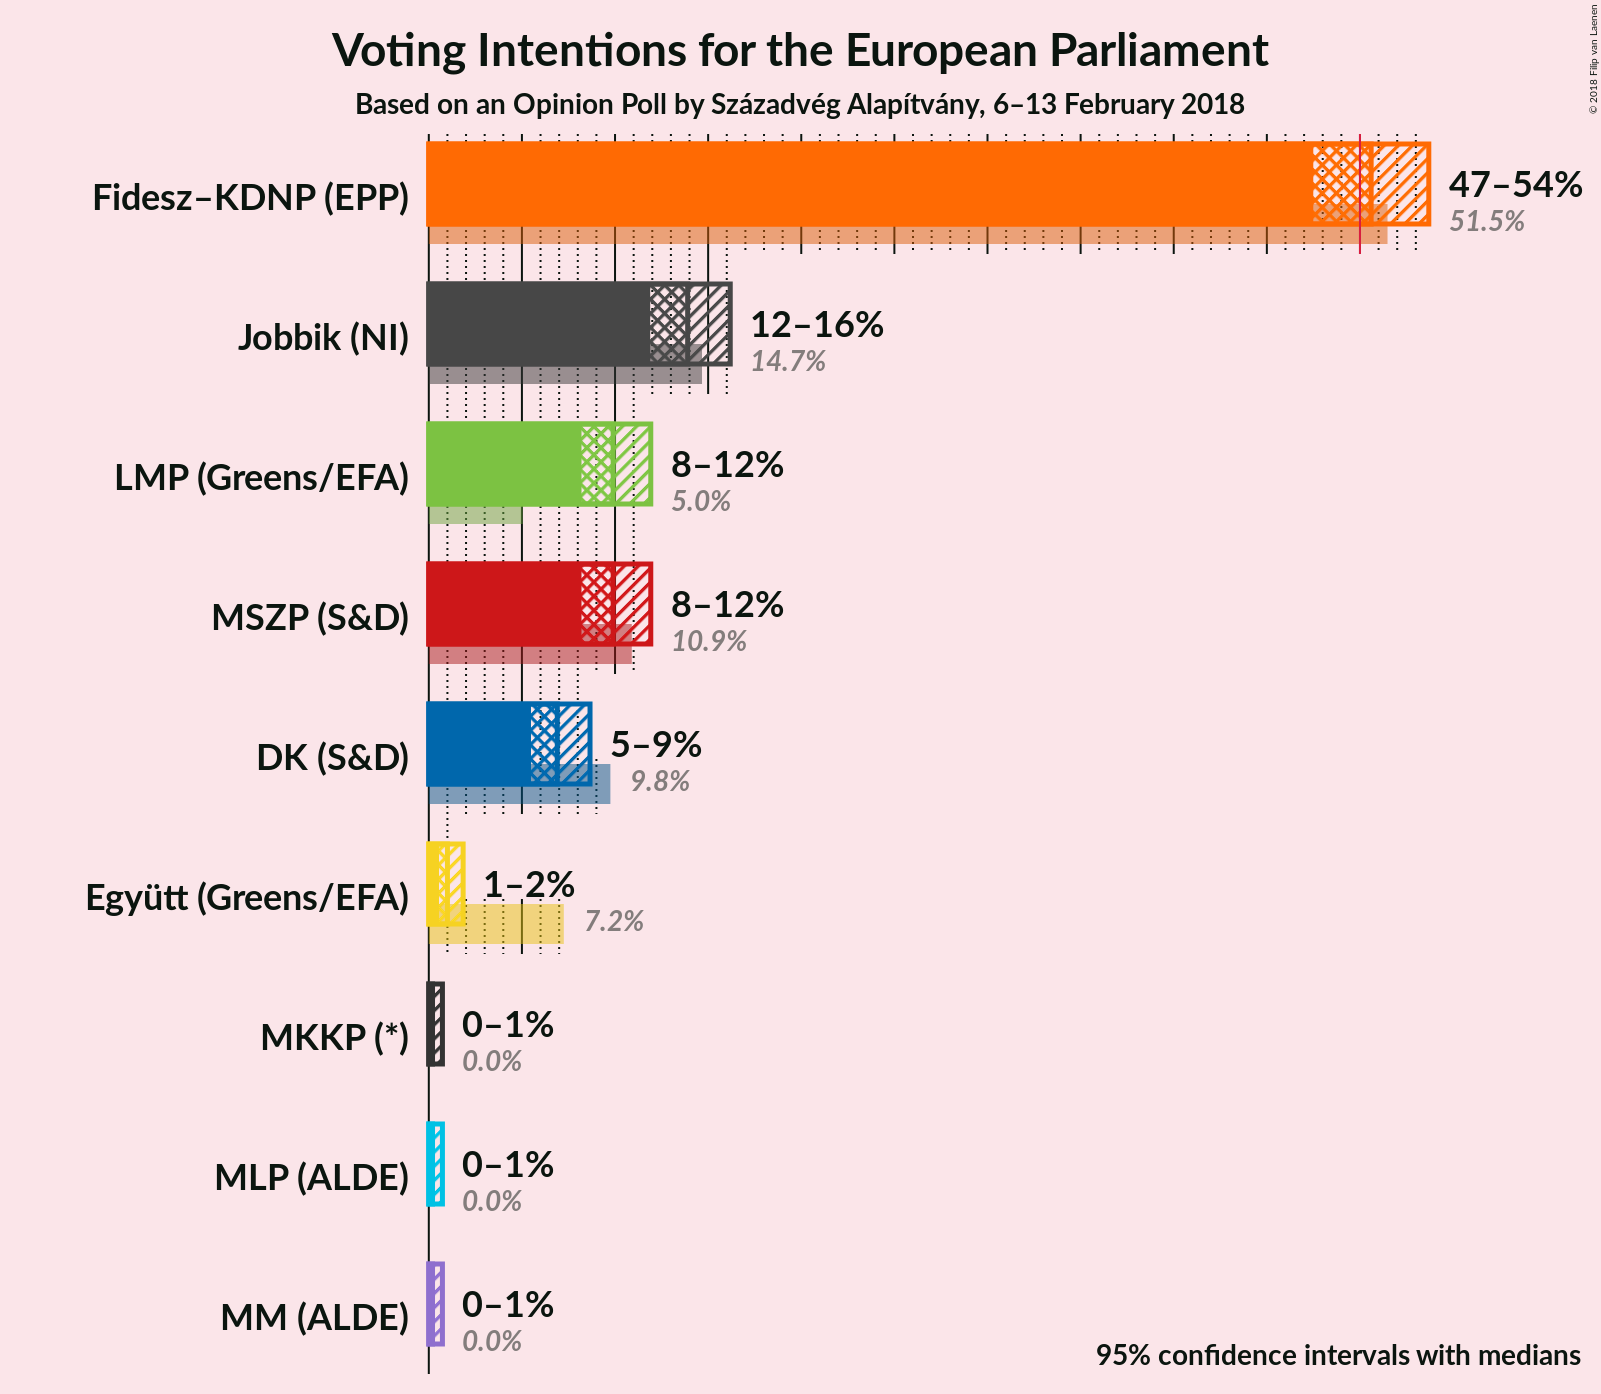 Voting Intentions for the European Parliament
Based on an Opinion Poll by Századvég Alapítvány, 6–13 February 2018
© 2018 Filip van Laenen
Fidesz–KDNP (EPP)
47–54%
51.5%
Jobbik (NI)
12–16%
14.7%
LMP (Greens/EFA)
8–12%
5.0%
MSZP (S&D)
8–12%
10.9%
DK (S&D)
5–9%
9.8%
Együtt (Greens/EFA)
1–2%
7.2%
MKKP (*)
0–1%
0.0%
MLP (ALDE)
0–1%
0.0%
MM (ALDE)
0–1%
0.0%
95% confidence intervals with medians